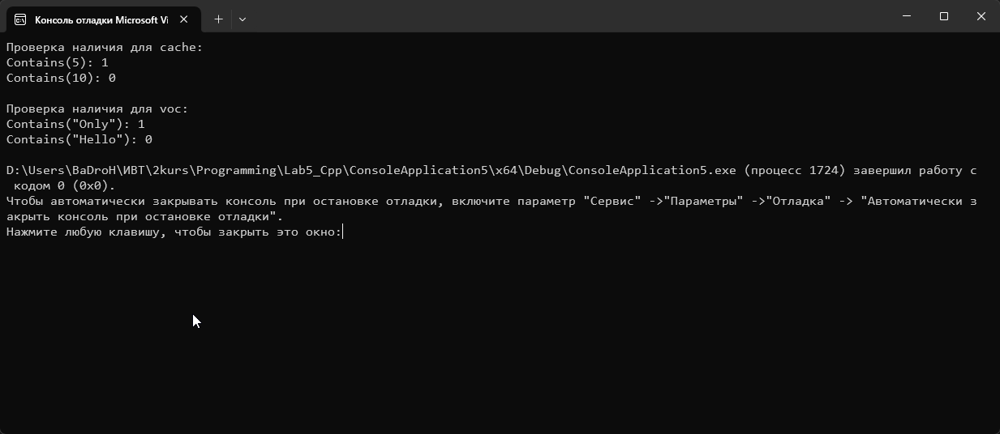 Консоль отладки Microsoft Vi
Проверка наличия для cache:
Contains(5): 1
Contains(10): 0
Проверка наличия для voc:
Contains("Only"): 1
Contains("Hello"): 0
D:\Users\BaDroH\ИВТ\2kurs\Programming\Lab5_Cpp\ConsoleApplication5\x64\Debug\ConsoleApplication5.exe (процесс 1724) завершил работу с
кодом 0 (0x0).
Чтобы автоматически закрывать консоль при остановке отладки, включите параметр "Сервис" ->"Параметры" ->"Отладка" -> "Автоматически з
акрыть консоль при остановке отладки".
Нажмите любую клавишу, чтобы закрыть это окно: